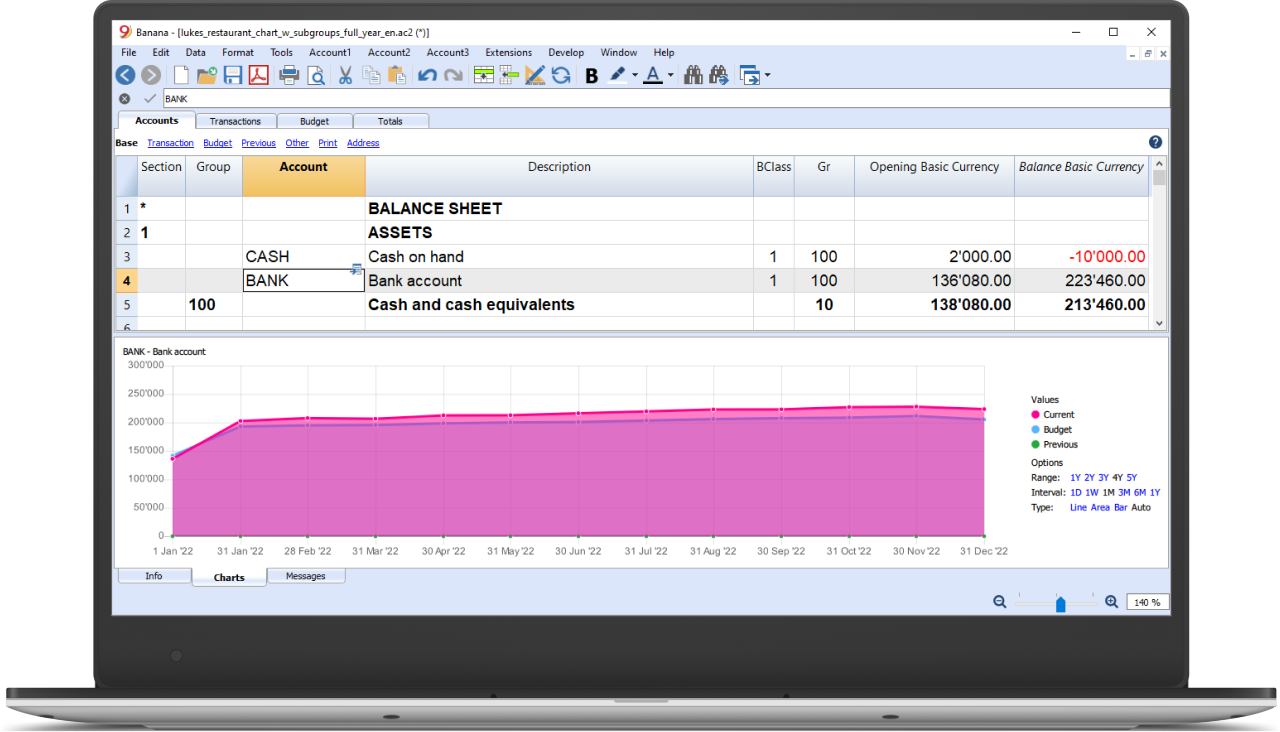 9 Banana - [lukes_restaurant_chart_w_subgroups_full_year_en.ac2 (*)]
File Edit Data Format Tools Account1 Account2 Account3 Extensions Develop Window Help
B A
BANK
Accounts Transactions Budget Totals
Base Transaction Budget Previous Other Print Address ?
Section Group Account Description BClass Gr Opening Basic Currency Balance Basic Currency
1 * BALANCE SHEET
2 1 ASSETS
3 CASH Cash on hand 1 100 2'000.00 -10'000.00
4 BANK Bank account 1 100 136'080.00 223'460.00
5 100 Cash and cash equivalents 10 138'080.00 213'460.00
6
BANK - Bank account
300'000
250'000
200'000
150'000
100'000
50'000
0
1 Jan '22 31 Jan '22 28 Feb '22 31 Mar '22 30 Apr '22 31 May '22 30 Jun '22 31 Jul '22 31 Aug '22 30 Sep '22 31 Oct '22 30 Nov '22 31 Dec '22
Values
Current
Budget
Previous
Options
Range: 1Y 2Y 3Y 4Y 5Y
Interval: 1D 1W 1M 3M 6M 1Y
Type: Line Area Bar Auto
Info Charts Messages
140 %